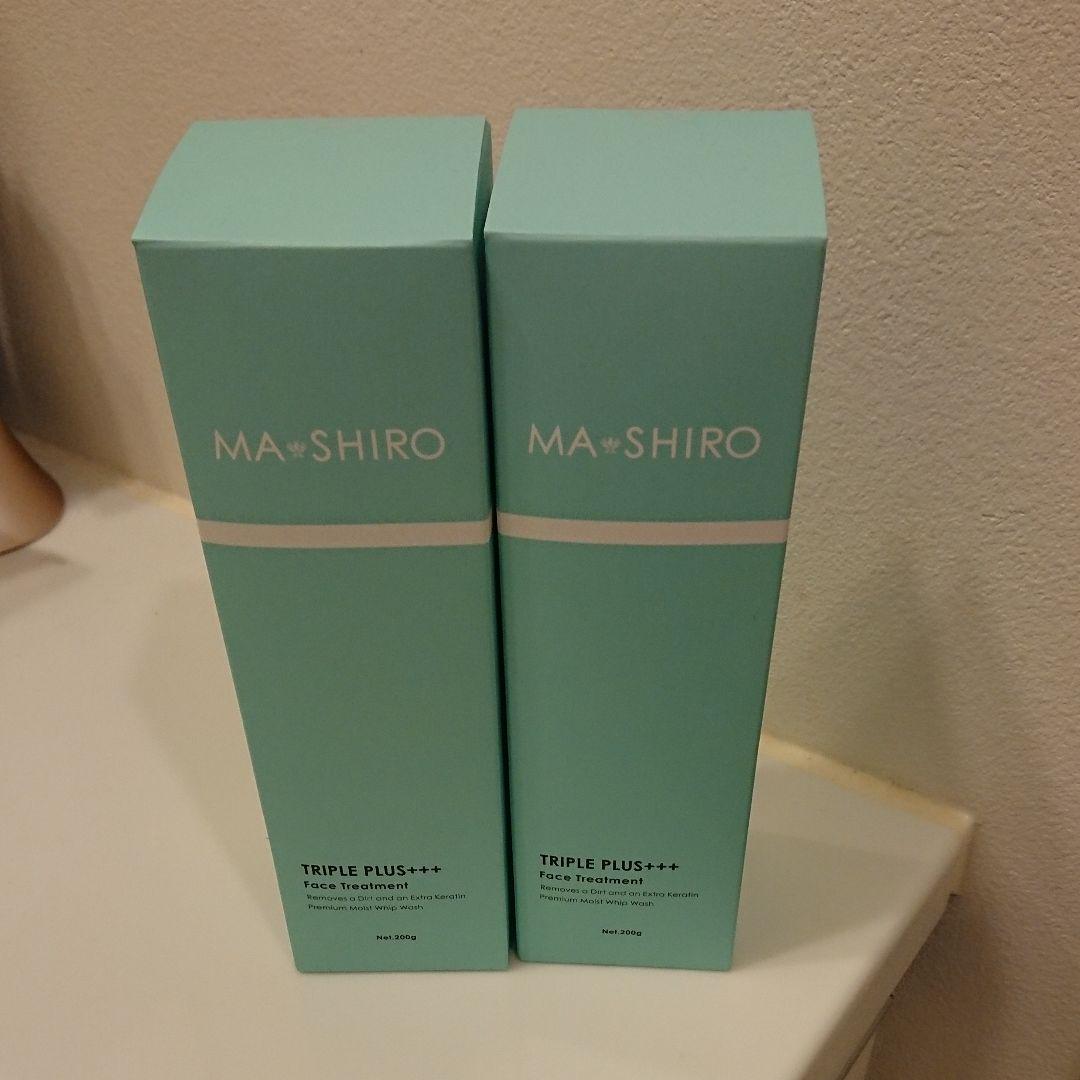 MA SHIRO
TRIPLE PLUS+++
Face Treatment
Removes a Dirt and an Extra Keratin
Premium Moist Whip Wash
Net.200g
MA SHIRO
TRIPLE PLUS+++
Face Treatment
Removes a Dirt and an Extra Keratin
Premium Moist Whip Wash
Net.200g